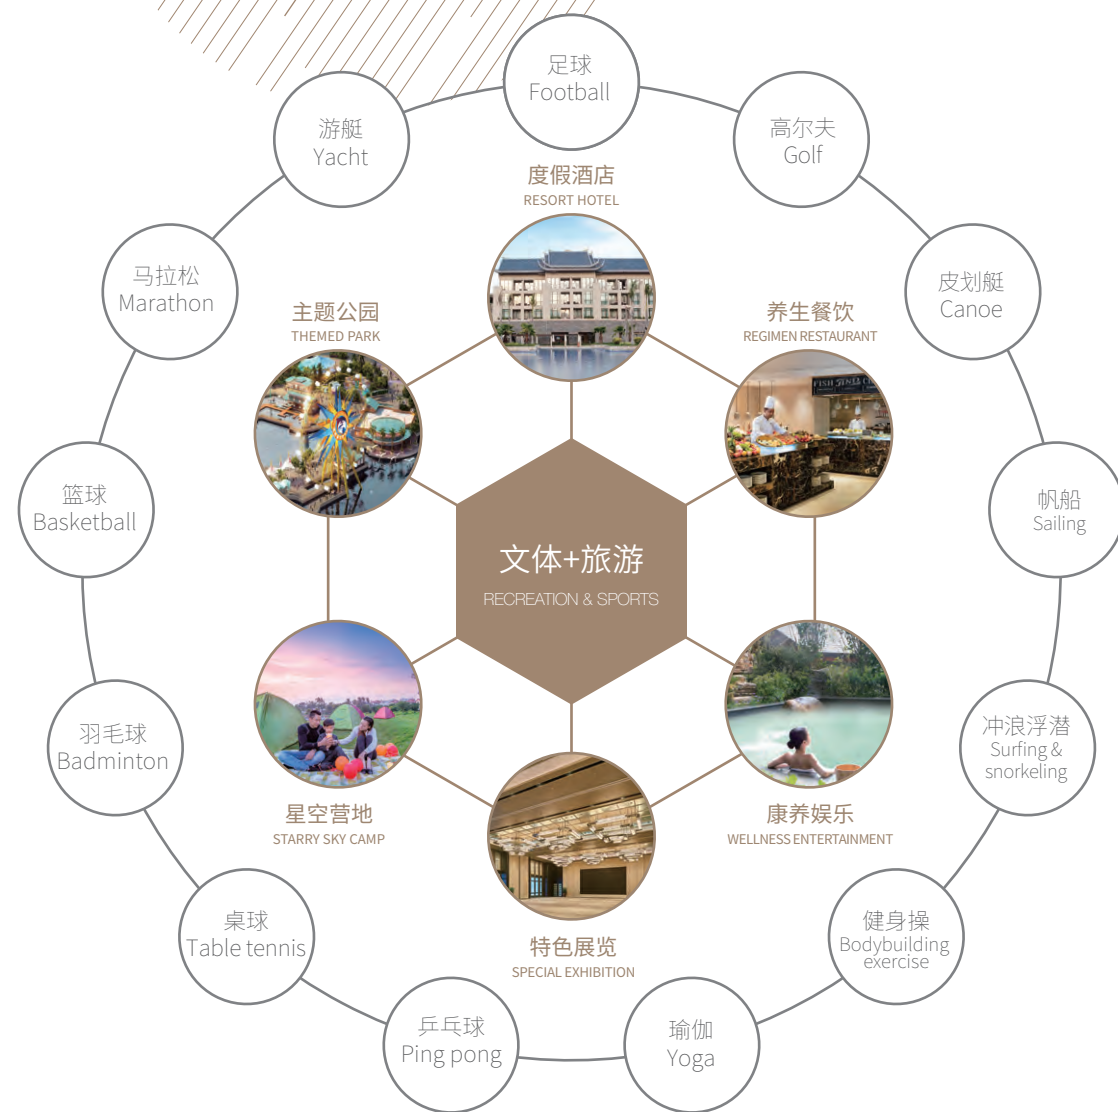 足球
Football
高尔夫
Golf
皮划艇
Canoe
帆船
Sailing
冲浪浮潜
Surfing &
snorkeling
健身操
Bodybuilding
exercise
瑜伽
Yoga
乒乓球
Ping pong
桌球
Table tennis
羽毛球
Badminton
篮球
Basketball
马拉松
Marathon
游艇
Yacht
度假酒店
RESORT HOTEL
养生餐饮
REGIMEN RESTAURANT
FISH AND
康养娱乐
WELLNESS ENTERTAINMENT
特色展览
SPECIAL EXHIBITION
星空营地
STARRY SKY CAMP
主题公园
THEMED PARK
文体+旅游
RECREATION & SPORTS